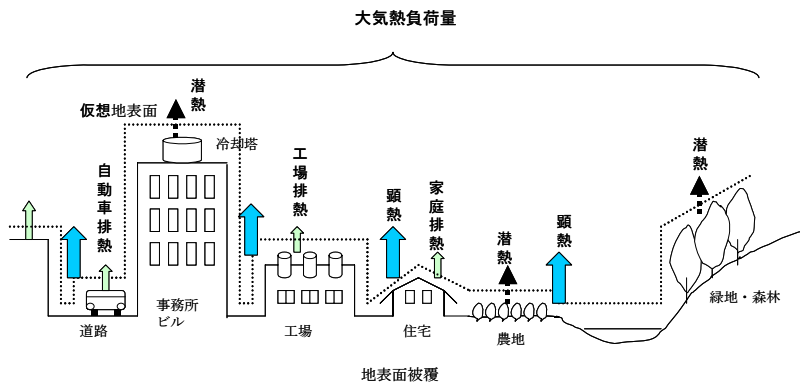 大気熱負荷量
潜熱
仮想地表面
冷却塔
自動車排熱
工場排熱
顕熱
家庭排熱
潜熱
顕熱
潜熱
事務所
ビル
道路
工場
住宅
農地
緑地・森林
地表面被覆